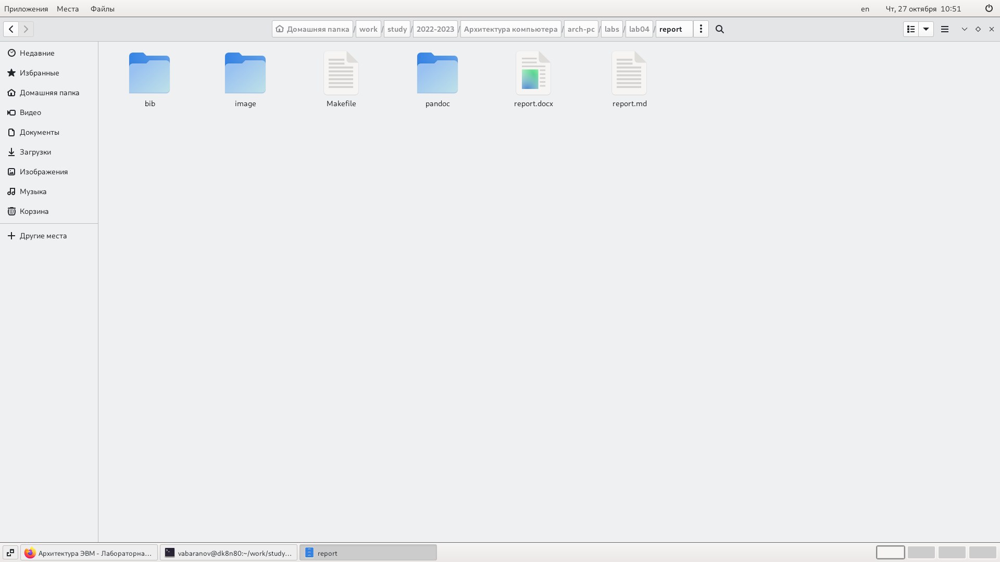 Приложения Места Файлы en Чт, 27 октября 10:51
Домашняя папка / work / study / 2022-2023 / Архитектура компьютера / arch-pc / labs / lab04 / report
Недавние
Избранные
Домашняя папка
Видео
Документы
Загрузки
Изображения
Музыка
Корзина
Другие места
bib image Makefile pandoc report.docx report.md
Архитектура ЭВМ - Лабораторна… vabaranov@dk8n80:~/work/study… report